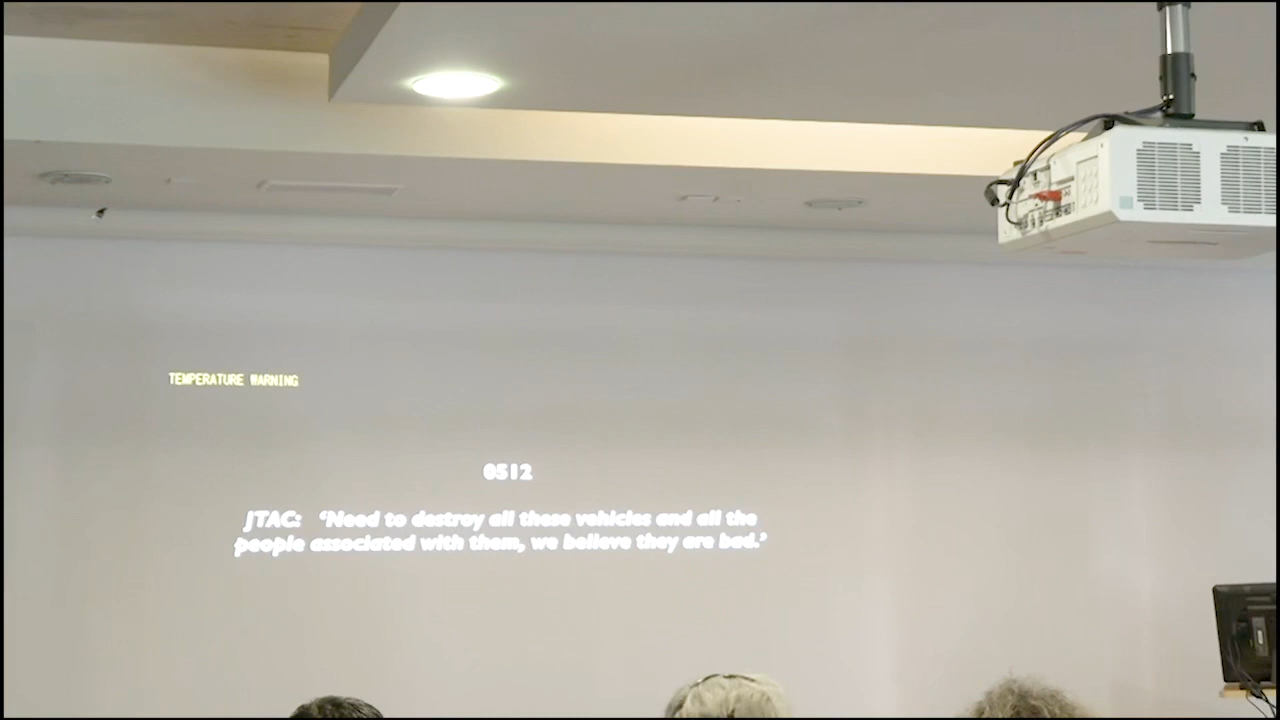 TEMPERATURE WARNING
0512
JTAC: ‘Need to destroy all these vehicles and all the
people associated with them, we believe they are bad.’